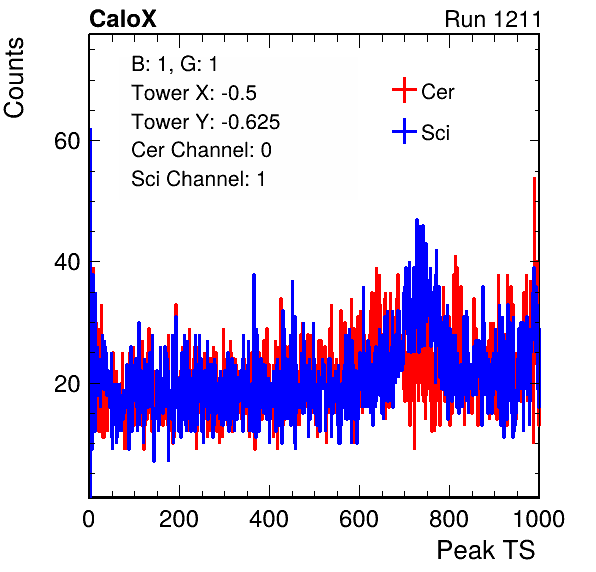 CaloX Run 1211
Counts
B: 1, G: 1
Tower X: -0.5
Tower Y: -0.625
Cer Channel: 0
Sci Channel: 1
Cer
Sci
60
40
20
0 200 400 600 800 1000
Peak TS